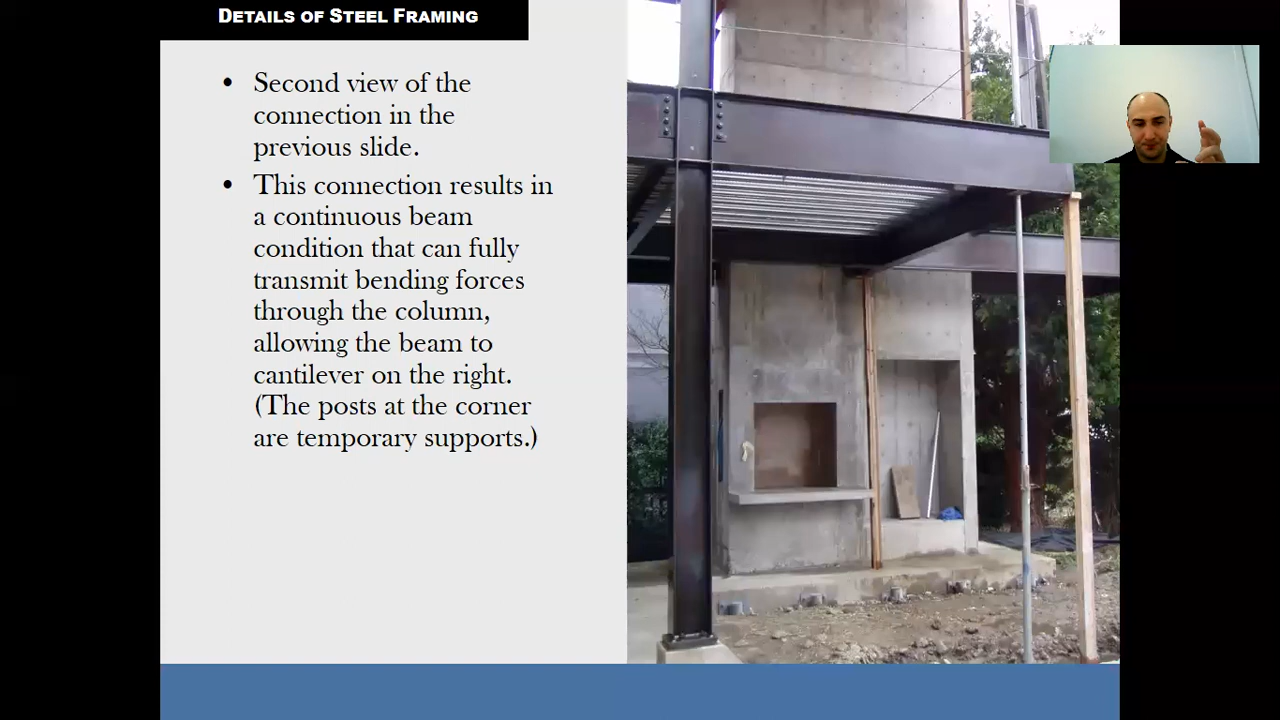 DETAILS OF STEEL FRAMING
• Second view of the
connection in the
previous slide.
• This connection results in
a continuous beam
condition that can fully
transmit bending forces
through the column,
allowing the beam to
cantilever on the right.
(The posts at the corner
are temporary supports.)